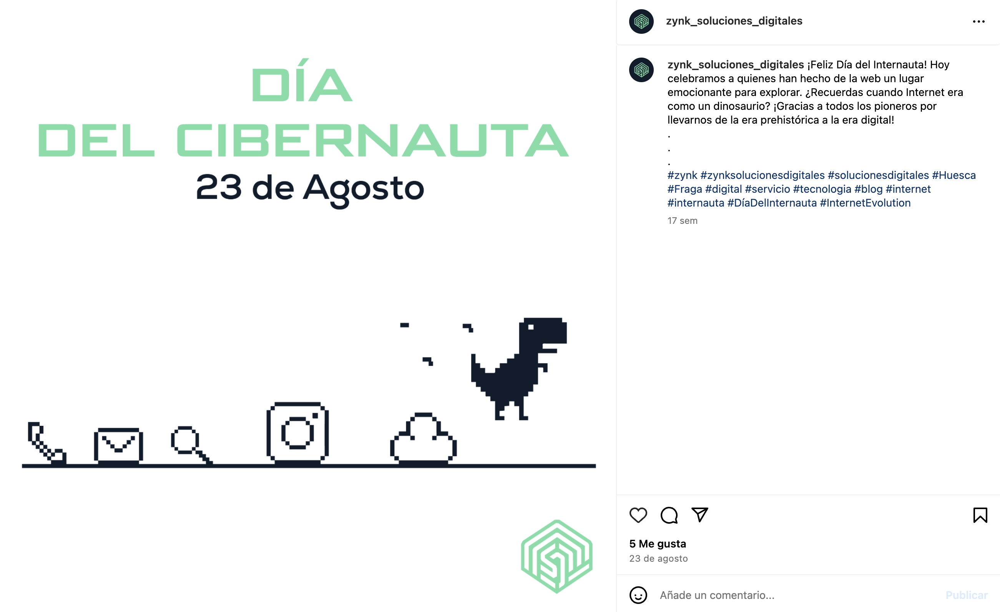 DÍA
DEL CIBERNAUTA
23 de Agosto
zynk_soluciones_digitales
zynk_soluciones_digitales ¡Feliz Día del Internauta! Hoy
celebramos a quienes han hecho de la web un lugar
emocionante para explorar. ¿Recuerdas cuando Internet era
como un dinosaurio? ¡Gracias a todos los pioneros por
llevarnos de la era prehistórica a la era digital!
.
.
.
#zynk #zynksolucionesdigitales #solucionesdigitales #Huesca
#Fraga #digital #servicio #tecnologia #blog #internet
#internauta #DíaDelInternauta #InternetEvolution
17 sem
5 Me gusta
23 de agosto
Añade un comentario...
Publicar